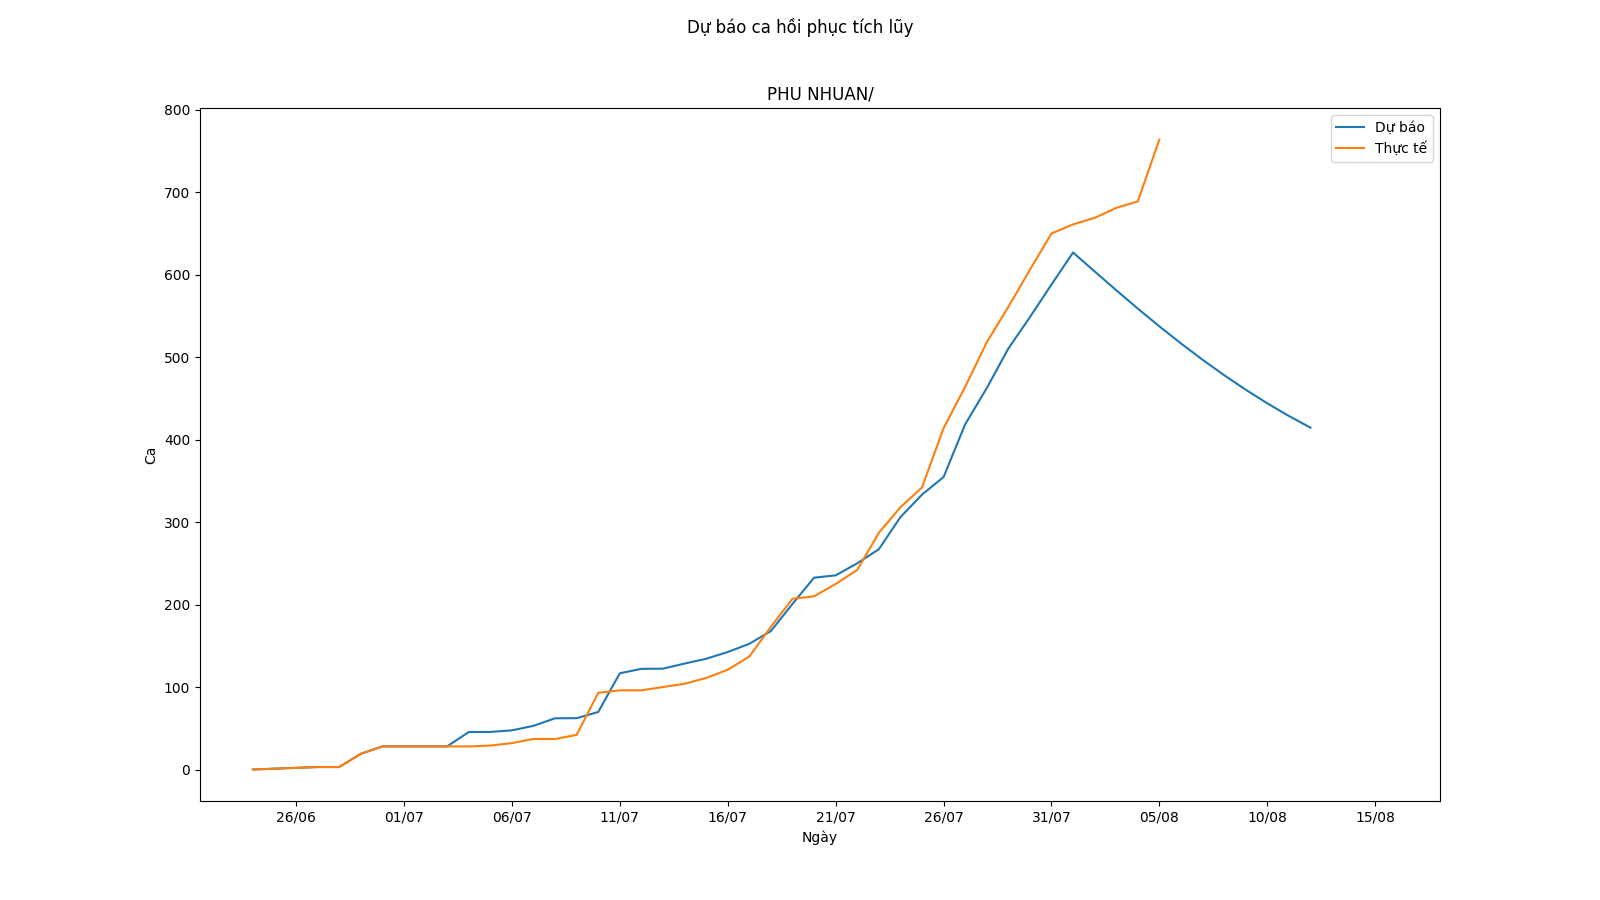 Dự báo ca hồi phục tích lũy
PHU NHUAN/
Dự báo
Thực tế
800
700
600
500
400
300
200
100
0
Ca
26/06 01/07 06/07 11/07 16/07 21/07 26/07 31/07 05/08 10/08 15/08
Ngày